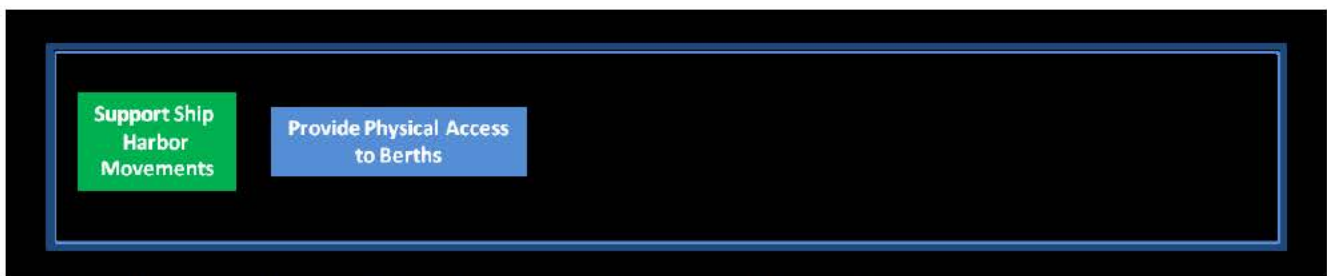 Support Ship
Harbor
Movements
Provide Physical Access
to Berths